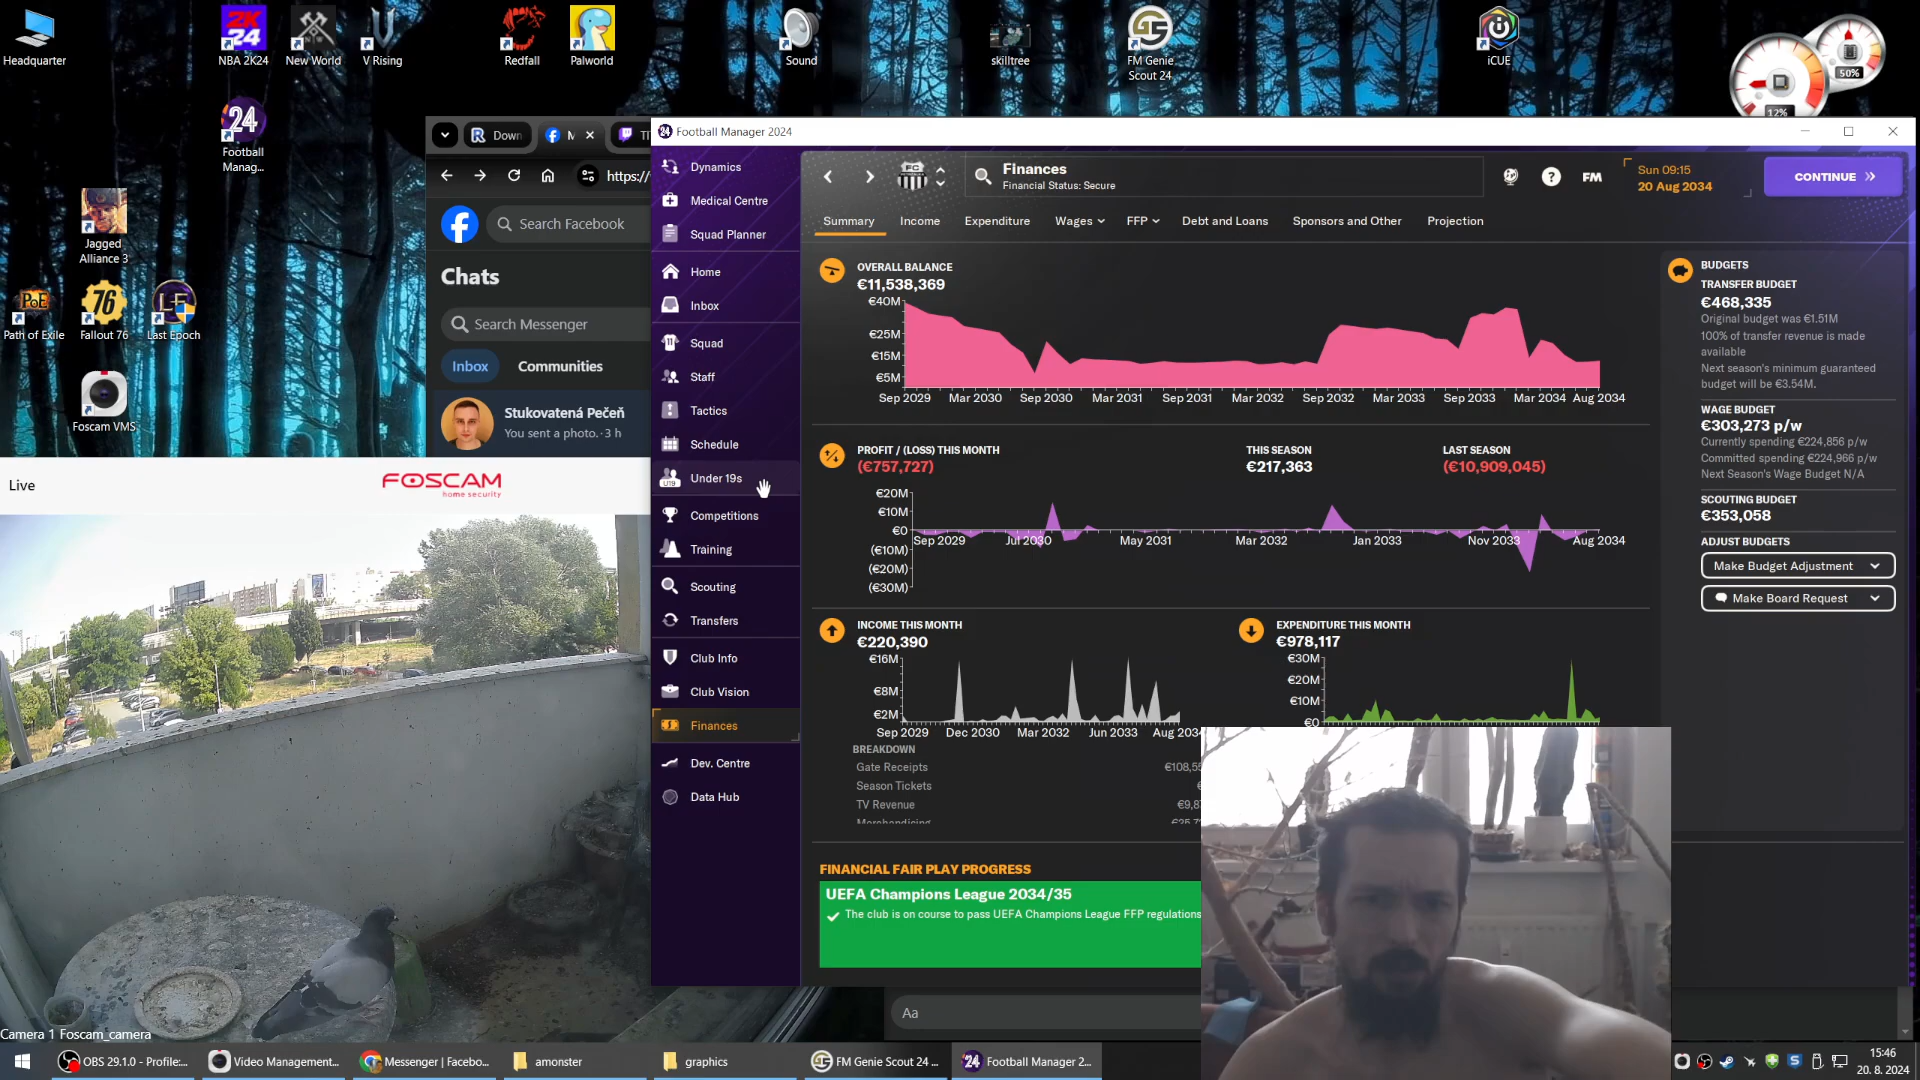 Headquarter
NBA 2K24
New World
V Rising
Redfall
Palworld
Sound
skilltree
FM Genie
Scout 24
iCUE
50%
12%
24
Football
Manag...
Jagged
Alliance 3
Path of Exile
Fallout 76
Last Epoch
Foscam VMS
Down
https:/
Search Facebook
Chats
Search Messenger
Inbox
Communities
Stukovatená Pečeň
You sent a photo. · 3 h
Live
FOSCAM
home security
Camera 1 Foscam_camera
Football Manager 2024
Dynamics
Medical Centre
Squad Planner
Home
Inbox
Squad
Staff
Tactics
Schedule
Under 19s
Competitions
Training
Scouting
Transfers
Club Info
Club Vision
Finances
Dev. Centre
Data Hub
Finances
Financial Status: Secure
FM
Sun 09:15
20 Aug 2034
CONTINUE
Summary
Income
Expenditure
Wages
FFP
Debt and Loans
Sponsors and Other
Projection
OVERALL BALANCE
€11,538,369
€40M
€25M
€15M
€5M
Sep 2029 Mar 2030 Sep 2030 Mar 2031 Sep 2031 Mar 2032 Sep 2032 Mar 2033 Sep 2033 Mar 2034 Aug 2034
PROFIT / (LOSS) THIS MONTH
(€757,727)
THIS SEASON
€217,363
LAST SEASON
(€10,909,045)
€20M
€10M
€0
(€10M)
(€20M)
(€30M)
Sep 2029 Jul 2030 May 2031 Mar 2032 Jan 2033 Nov 2033 Aug 2034
INCOME THIS MONTH
€220,390
€16M
€8M
€2M
Sep 2029 Dec 2030 Mar 2032 Jun 2033 Aug 2034
BREAKDOWN
Gate Receipts €108,55
Season Tickets €
TV Revenue €9,8
Merchandising €25,7
EXPENDITURE THIS MONTH
€978,117
€30M
€20M
€10M
€0
FINANCIAL FAIR PLAY PROGRESS
UEFA Champions League 2034/35
The club is on course to pass UEFA Champions League FFP regulations
BUDGETS
TRANSFER BUDGET
€468,335
Original budget was €1.51M
100% of transfer revenue is made
available
Next season's minimum guaranteed
budget will be €3.54M.
WAGE BUDGET
€303,273 p/w
Currently spending €224,856 p/w
Committed spending €224,966 p/w
Next Season's Wage Budget N/A
SCOUTING BUDGET
€353,058
ADJUST BUDGETS
Make Budget Adjustment
Make Board Request
Aa
OBS 29.1.0 - Profile:...
Video Management...
Messenger | Facebo...
amonster
graphics
FM Genie Scout 24 ...
Football Manager 2...
15:46
20. 8. 2024